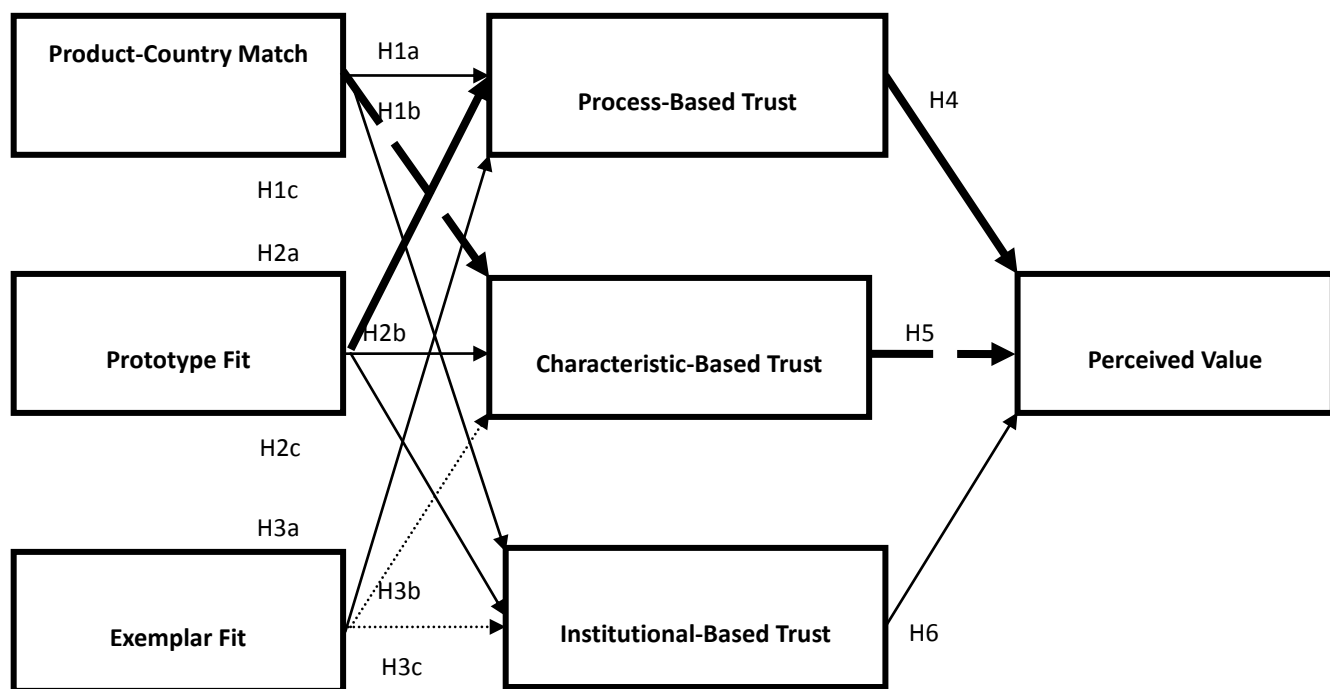 Product-Country Match
H1a
Process-Based Trust
H4
H1b
H1c
H2a
Prototype Fit
H2b
Characteristic-Based Trust
H5
Perceived Value
H2c
H3a
Exemplar Fit
H3b
Institutional-Based Trust
H6
H3c